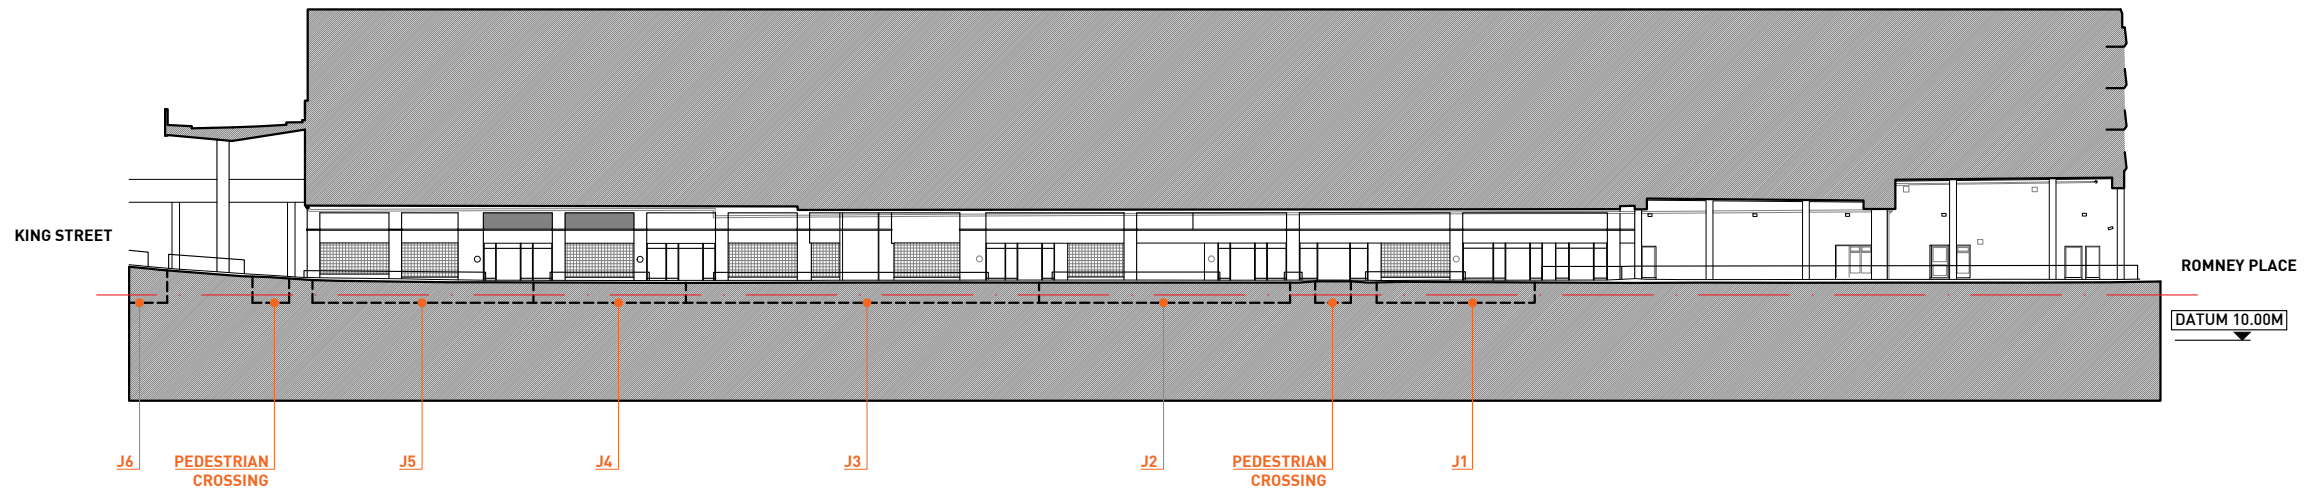 KING STREET
ROMNEY PLACE
DATUM 10.00M
J6
PEDESTRIAN
CROSSING
J5
J4
J3
J2
PEDESTRIAN
CROSSING
J1